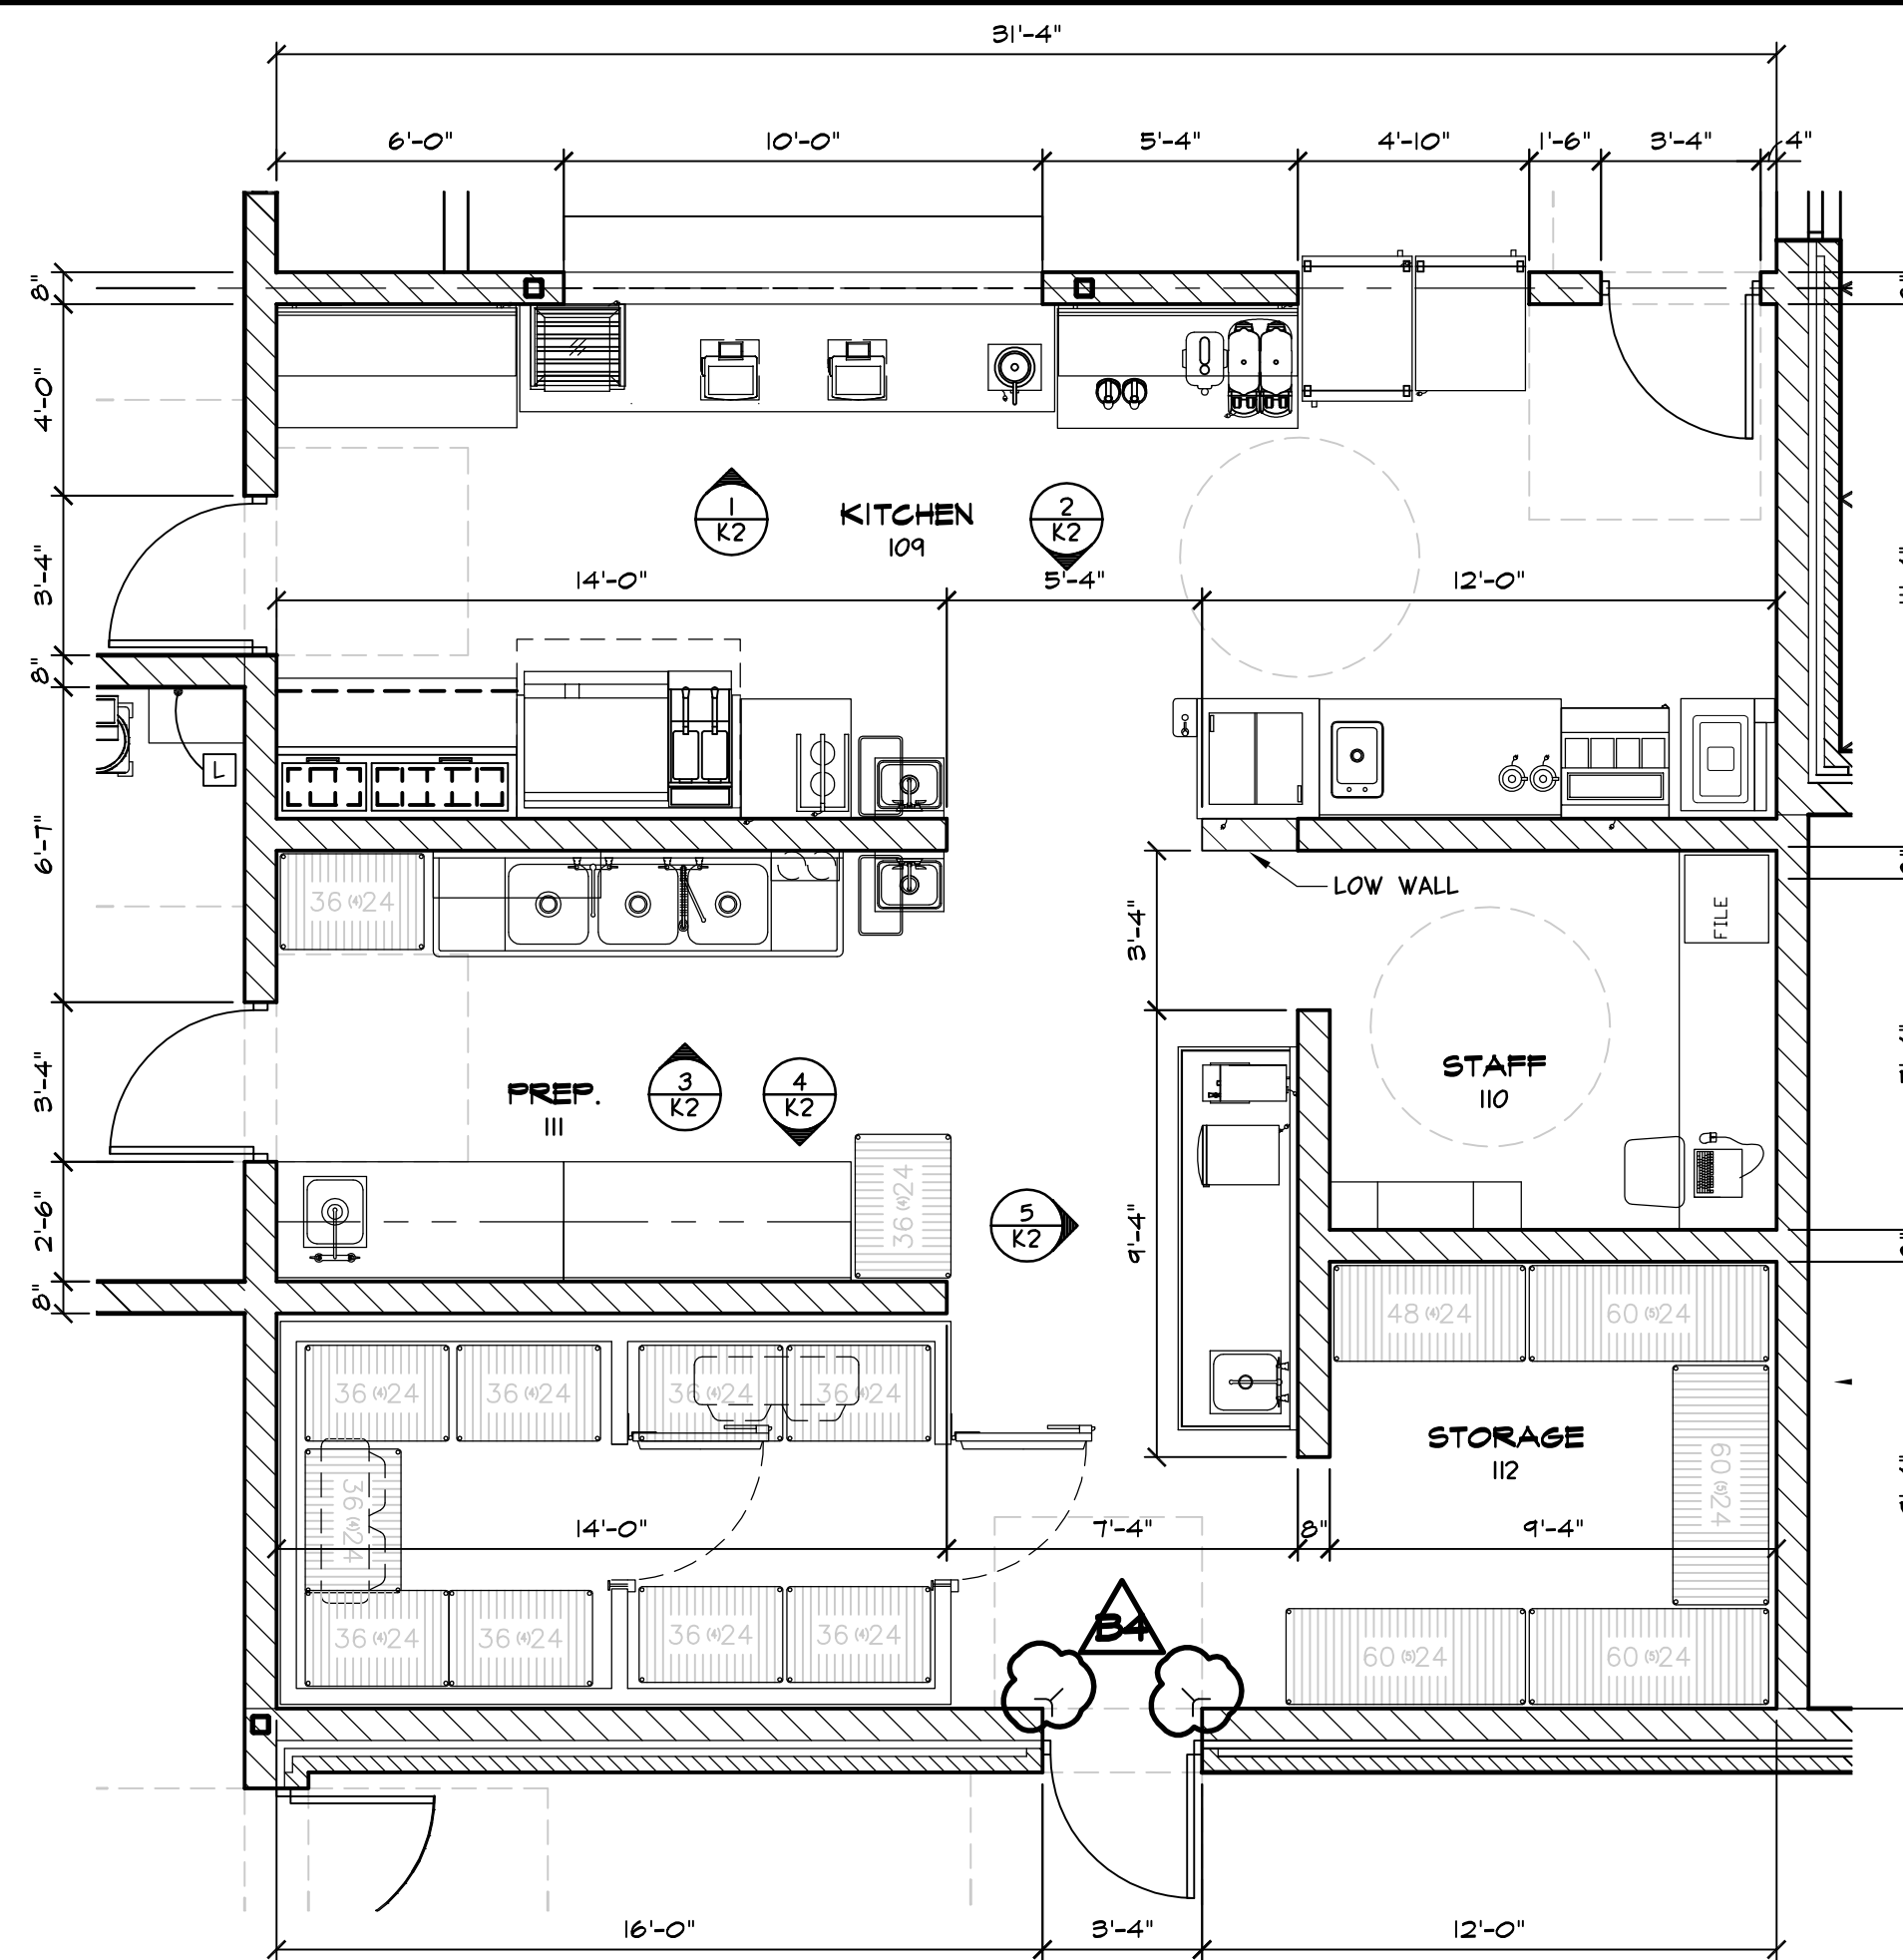 31'-4"
6'-0" 10'-0" 5'-4" 4'-10" 1'-6" 3'-4" 4"
8"
4'-0"
3'-4"
8"
6'-7"
3'-4"
2'-6"
8"
1
K2
KITCHEN
109
2
K2
14'-0" 5'-4" 12'-0"
L
LOW WALL
36 (4) 24
FILE
3'-4"
PREP.
111
3
K2
4
K2
STAFF
110
36 (4) 24
5
K2
9'-4"
48 (4) 24 60 (5) 24
36 (4) 24 36 (4) 24 36 (4) 24 36 (4) 24
STORAGE
112
36 (4) 24
60 (5) 24
14'-0" 7'-4" 8" 9'-4"
B4
36 (4) 24 36 (4) 24 36 (4) 24 36 (4) 24
60 (5) 24 60 (5) 24
16'-0" 3'-4" 12'-0"